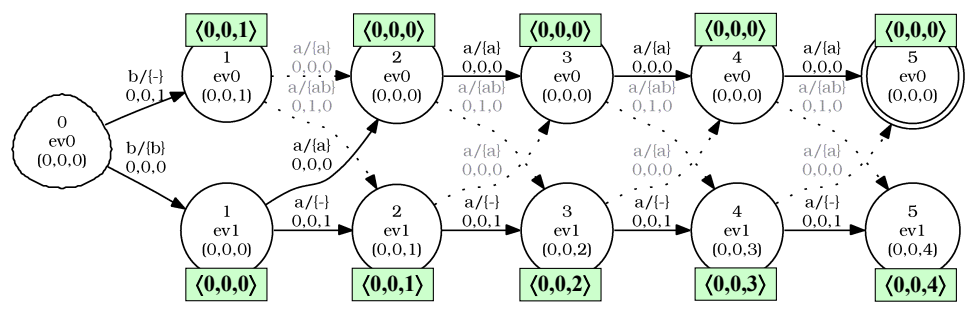 ⟨0,0,1⟩
⟨0,0,0⟩
⟨0,0,0⟩
⟨0,0,0⟩
⟨0,0,0⟩
1
ev0
(0,0,1)
a/{a}
0,0,0
a/{ab}
0,1,0
2
ev0
(0,0,0)
a/{a}
0,0,0
a/{ab}
0,1,0
3
ev0
(0,0,0)
a/{a}
0,0,0
a/{ab}
0,1,0
4
ev0
(0,0,0)
a/{a}
0,0,0
a/{ab}
0,1,0
5
ev0
(0,0,0)
b/{-}
0,0,1
0
ev0
(0,0,0)
b/{b}
0,0,0
a/{a}
0,0,0
a/{a}
0,0,0
a/{a}
0,0,0
a/{a}
0,0,0
1
ev1
(0,0,0)
a/{-}
0,0,1
2
ev1
(0,0,1)
a/{-}
0,0,1
3
ev1
(0,0,2)
a/{-}
0,0,1
4
ev1
(0,0,3)
a/{-}
0,0,1
5
ev1
(0,0,4)
⟨0,0,0⟩
⟨0,0,1⟩
⟨0,0,2⟩
⟨0,0,3⟩
⟨0,0,4⟩